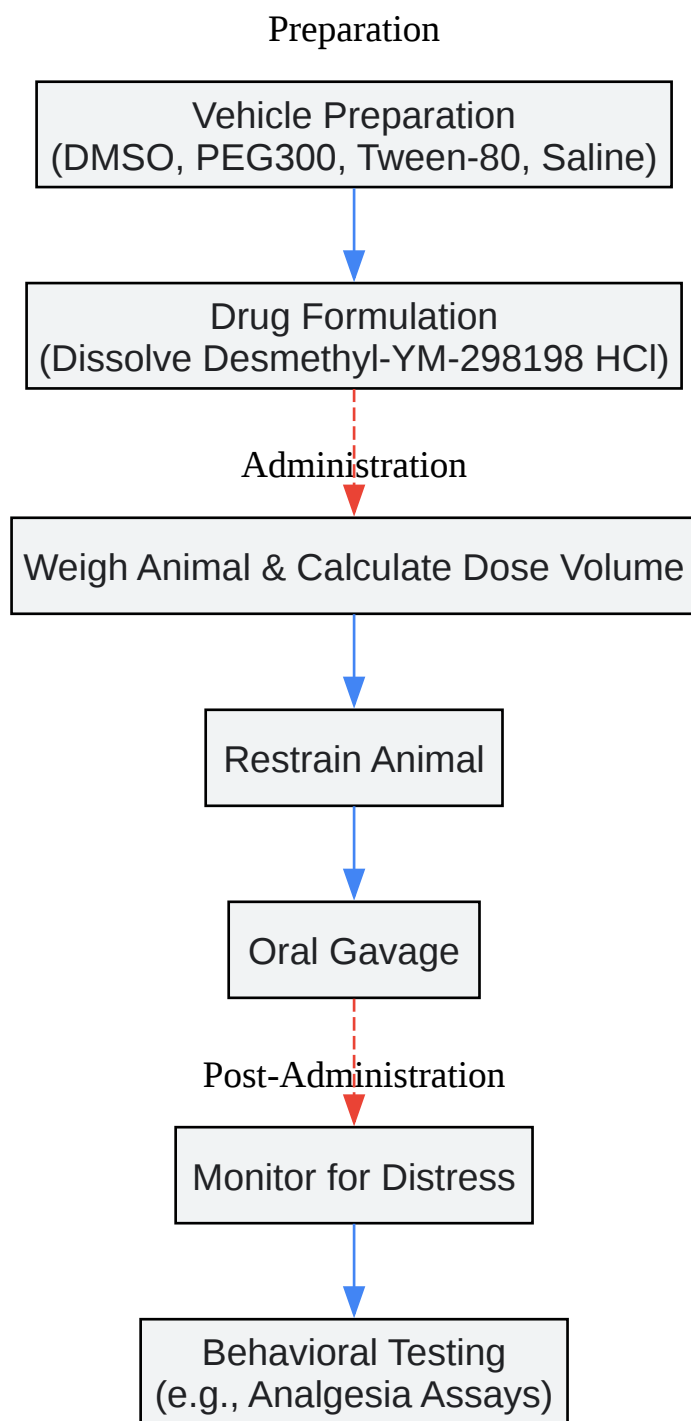 Preparation
Vehicle Preparation
(DMSO, PEG300, Tween-80, Saline)
Drug Formulation
(Dissolve Desmethyl-YM-298198 HCl)
Administration
Weigh Animal & Calculate Dose Volume
Restrain Animal
Oral Gavage
Post-Administration
Monitor for Distress
Behavioral Testing
(e.g., Analgesia Assays)